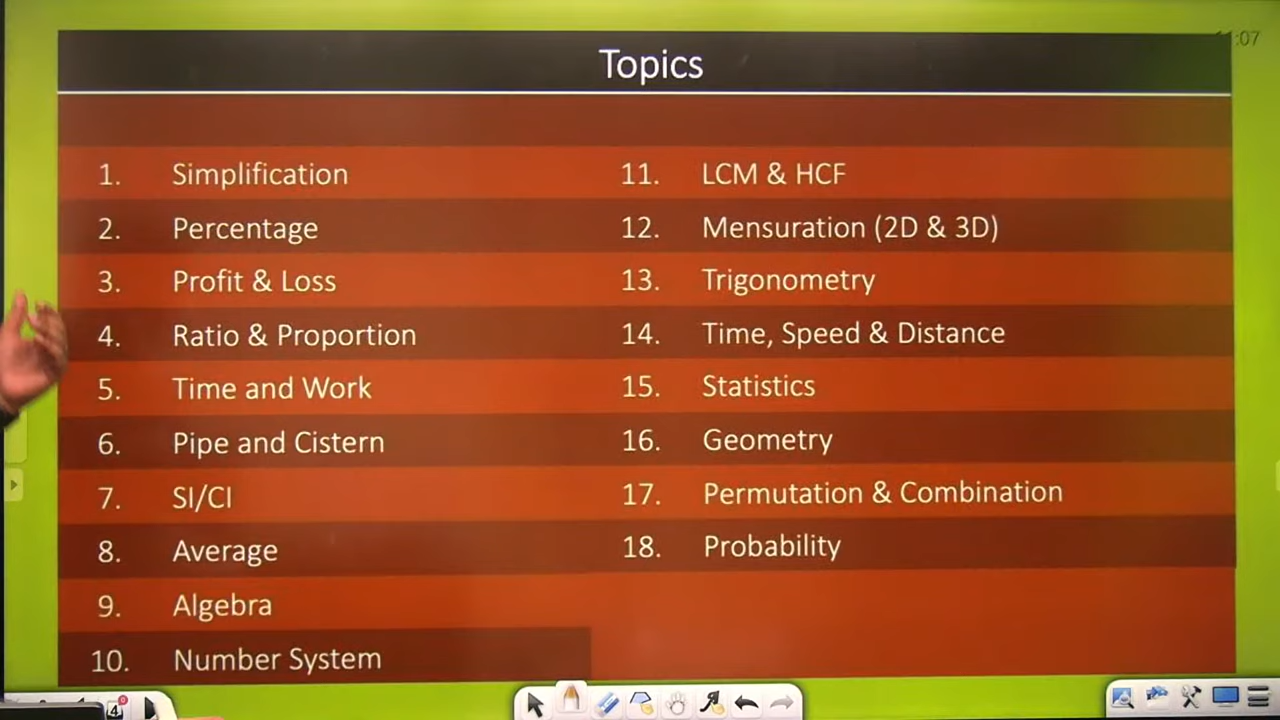 Topics
1. Simplification
2. Percentage
3. Profit & Loss
4. Ratio & Proportion
5. Time and Work
6. Pipe and Cistern
7. SI/CI
8. Average
9. Algebra
10. Number System
11. LCM & HCF
12. Mensuration (2D & 3D)
13. Trigonometry
14. Time, Speed & Distance
15. Statistics
16. Geometry
17. Permutation & Combination
18. Probability
4